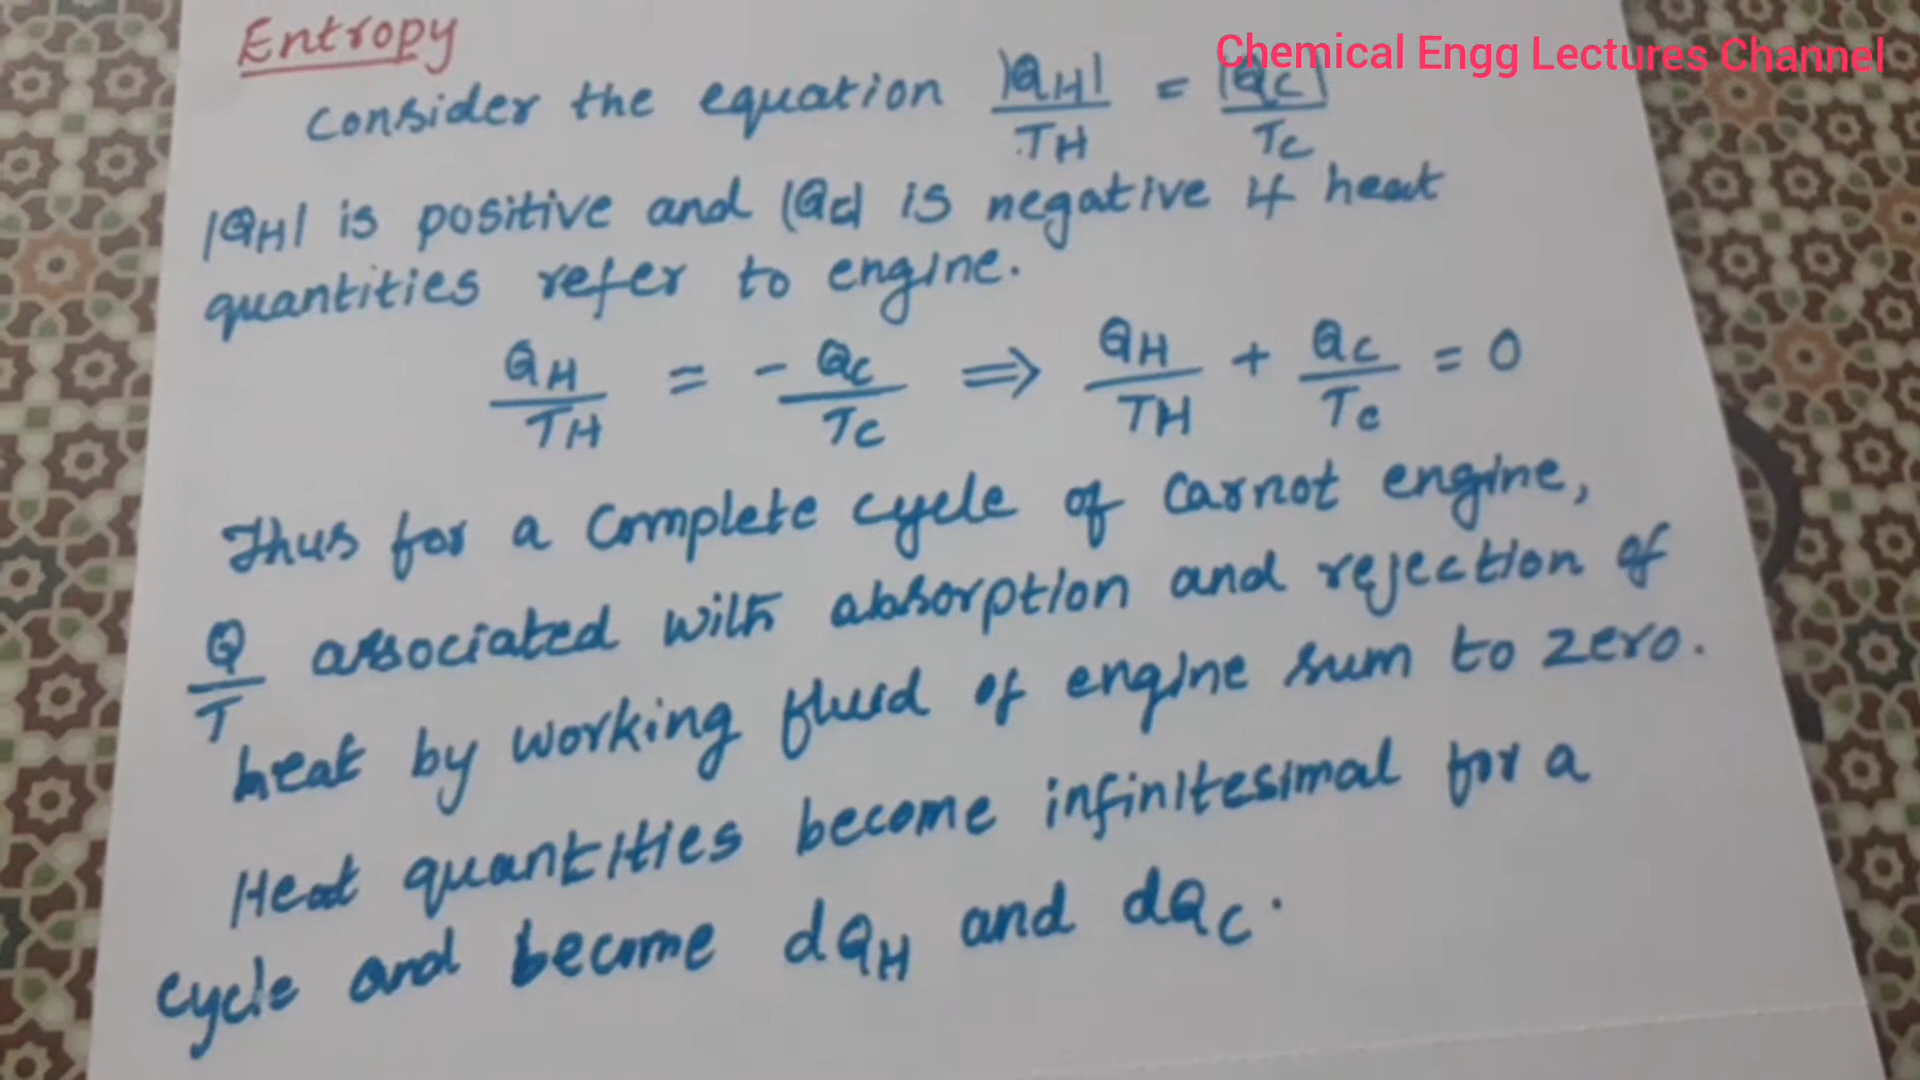 Entropy
Chemical Engg Lectures Channel
Consider the equation |QH|/TH = |QC|/TC
|QH| is positive and |QC| is negative if heat
quantities refer to engine.
QH/TH = - QC/TC ⇒ QH/TH + QC/TC = 0
Thus for a complete cycle of Carnot engine,
Q/T associated with absorption and rejection of
heat by working fluid of engine sum to zero.
Heat quantities become infinitesimal for a
cycle and become dQH and dQC.